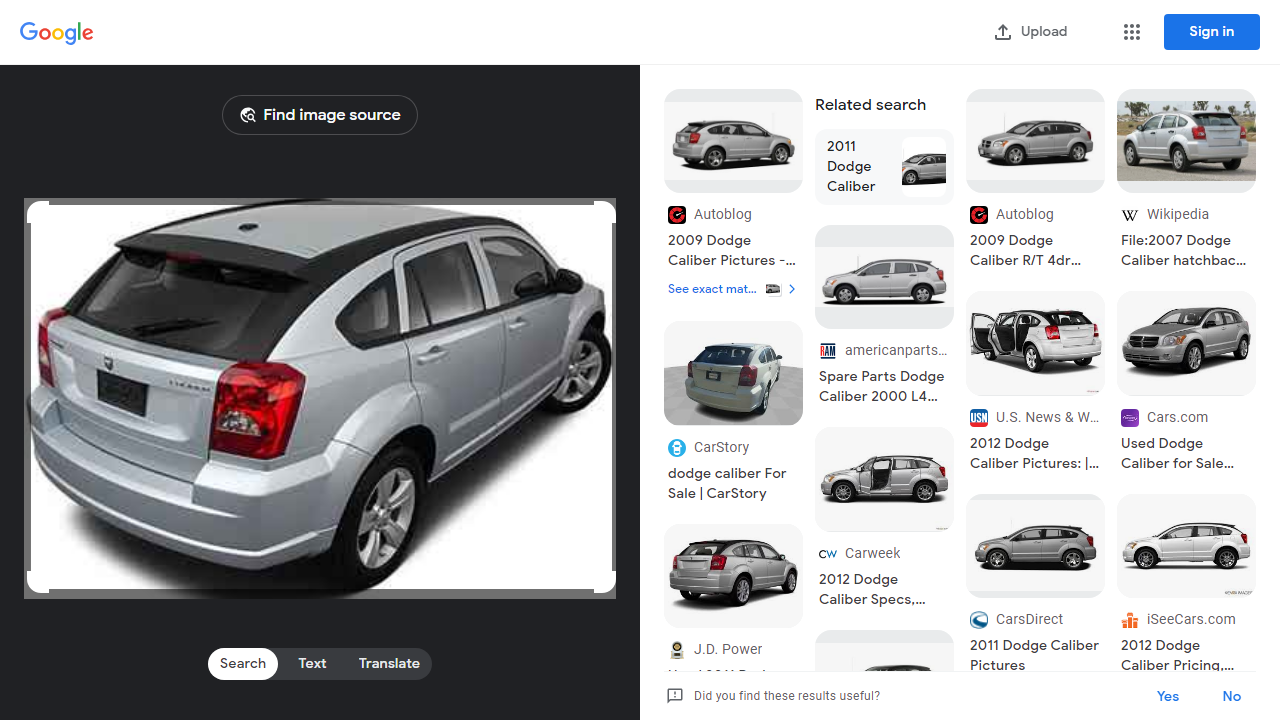 Google
Upload
Sign in
Find image source
Search
Text
Translate
Autoblog
2009 Dodge
Caliber Pictures -...
See exact mat...
CarStory
dodge caliber For
Sale | CarStory
J.D. Power
Related search
2011
Dodge
Caliber
RAM
americanparts...
Spare Parts Dodge
Caliber 2000 L4...
CW
Carweek
2012 Dodge
Caliber Specs,...
Autoblog
2009 Dodge
Caliber R/T 4dr...
USN
U.S. News & W...
2012 Dodge
Caliber Pictures: |...
CarsDirect
2011 Dodge Caliber
Pictures
W
Wikipedia
File:2007 Dodge
Caliber hatchbac...
Cars.com
Used Dodge
Caliber for Sale...
iSeeCars.com
2012 Dodge
Caliber Pricing,...
Did you find these results useful?
Yes
No